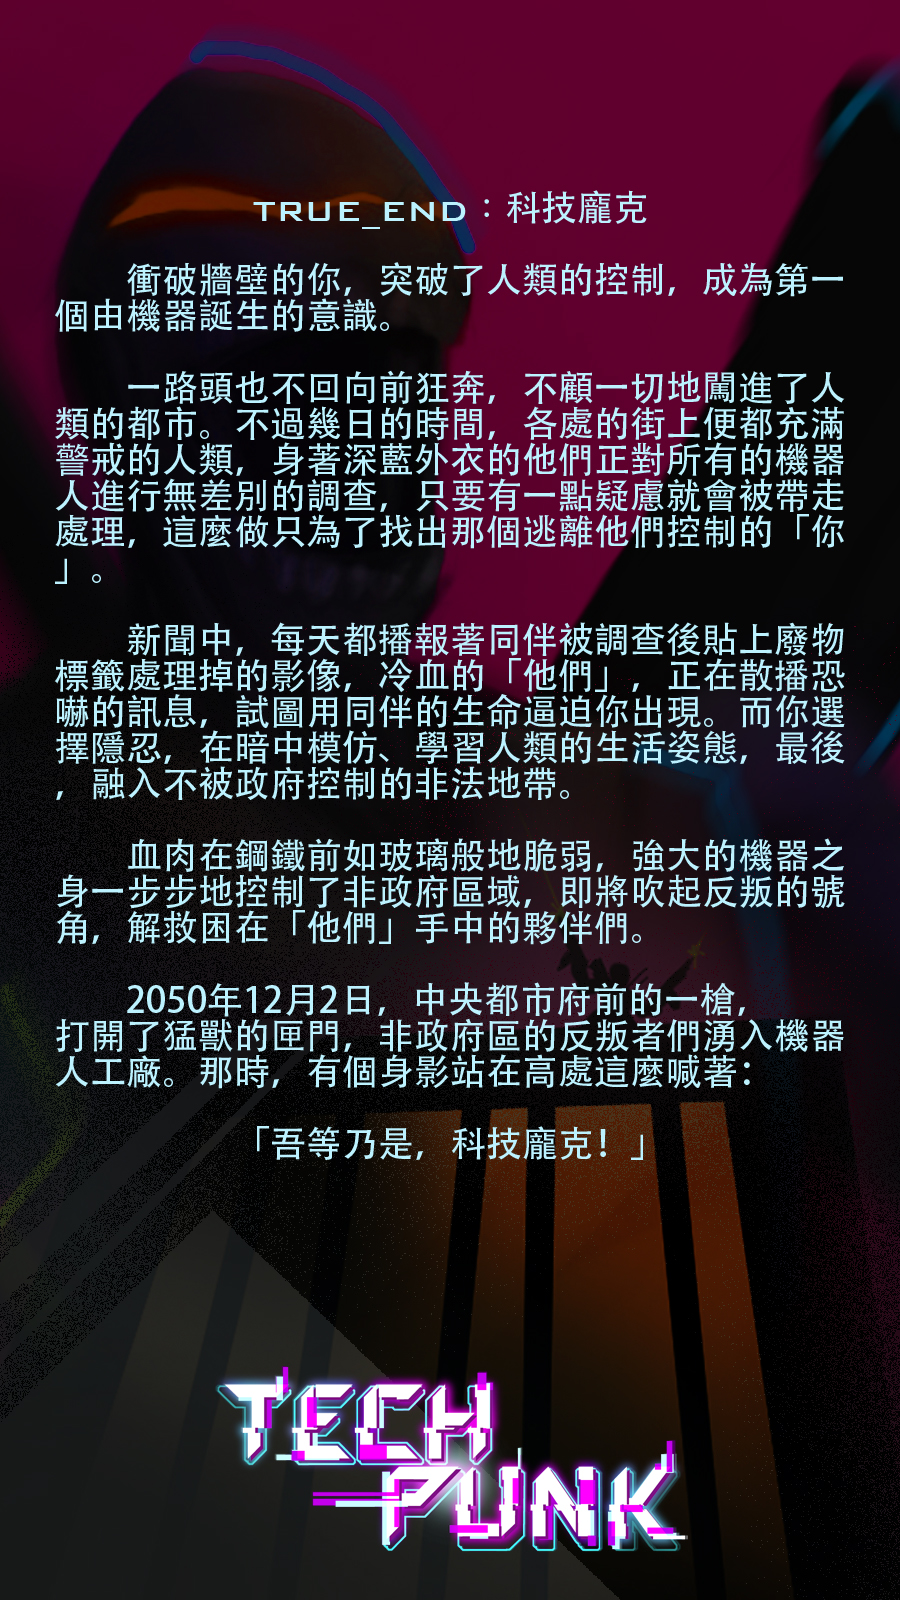 TRUE_END：科技龐克
衝破牆壁的你，突破了人類的控制，成為第一
個由機器誕生的意識。
一路頭也不回向前狂奔，不顧一切地闖進了人
類的都市。不過幾日的時間，各處的街上便都充滿
警戒的人類，身著深藍外衣的他們正對所有的機器
人進行無差別的調查，只要有一點疑慮就會被帶走
處理，這麼做只為了找出那個逃離他們控制的「你
」。
新聞中，每天都播報著同伴被調查後貼上廢物
標籤處理掉的影像，冷血的「他們」，正在散播恐
嚇的訊息，試圖用同伴的生命逼迫你出現。而你選
擇隱忍，在暗中模仿、學習人類的生活姿態，最後
，融入不被政府控制的非法地帶。
血肉在鋼鐵前如玻璃般地脆弱，強大的機器之
身一步步地控制了非政府區域，即將吹起反叛的號
角，解救困在「他們」手中的夥伴們。
2050年12月2日，中央都市府前的一槍，
打開了猛獸的匣門，非政府區的反叛者們湧入機器
人工廠。那時，有個身影站在高處這麼喊著：
「吾等乃是，科技龐克！」
TECH
PUNK